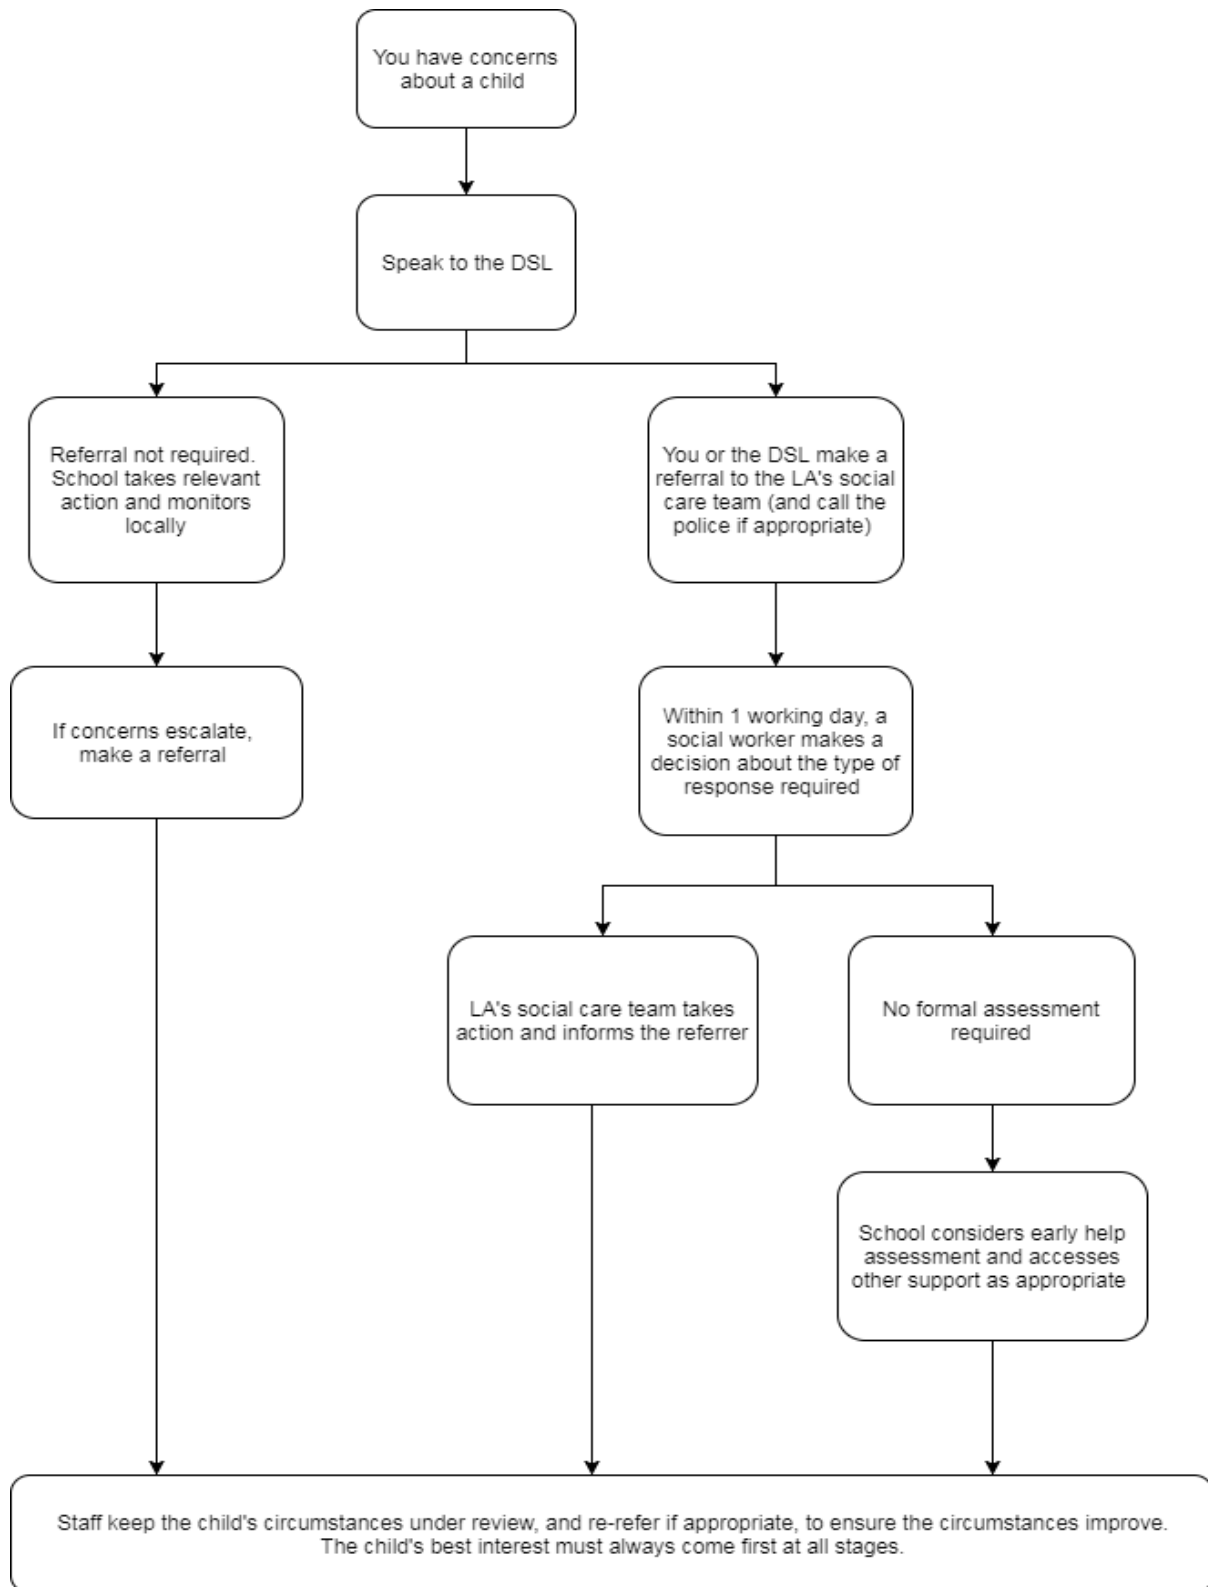 You have concerns
about a child
Speak to the DSL
Referral not required.
School takes relevant
action and monitors
locally
You or the DSL make a
referral to the LA's social
care team (and call the
police if appropriate)
If concerns escalate,
make a referral
Within 1 working day, a
social worker makes a
decision about the type of
response required
LA's social care team takes
action and informs the referrer
No formal assessment
required
School considers early help
assessment and accesses
other support as appropriate
Staff keep the child's circumstances under review, and re-refer if appropriate, to ensure the circumstances improve.
The child's best interest must always come first at all stages.